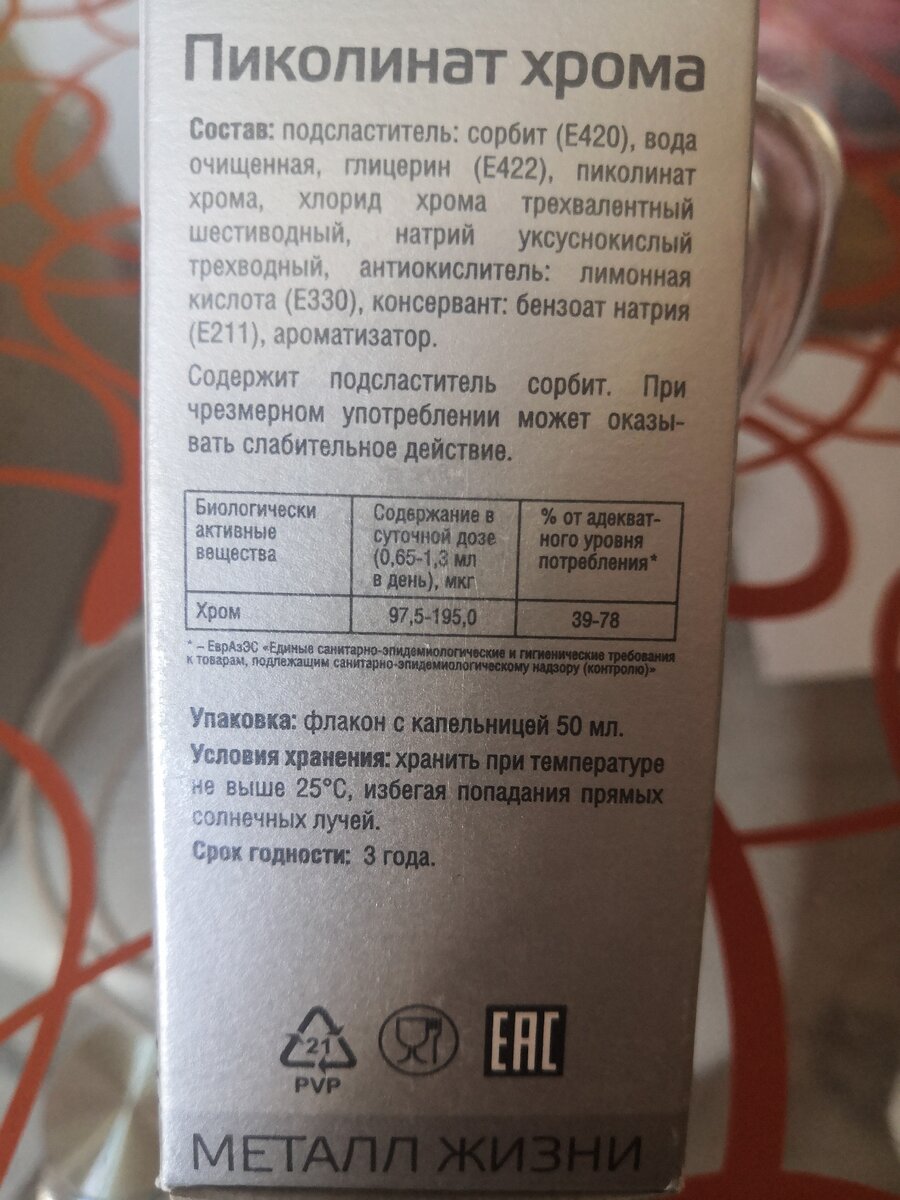 Пиколинат хрома
Состав: подсластитель: сорбит (Е420), вода
очищенная, глицерин (Е422), пиколинат
хрома, хлорид хрома трехвалентный
шестиводный, натрий уксуснокислый
трехводный, антиокислитель: лимонная
кислота (Е330), консервант: бензоат натрия
(Е211), ароматизатор.
Содержит подсластитель сорбит. При
чрезмерном употреблении может оказы-
вать слабительное действие.
Биологически
активные
вещества
Содержание в
суточной дозе
(0,65-1,3 мл
в день), мкг
% от адекват-
ного уровня
потребления*
Хром
97,5-195,0
39-78
* – ЕврАзЭС «Единые санитарно-эпидемиологические и гигиенические требования
к товарам, подлежащим санитарно-эпидемиологическому надзору (контролю)»
Упаковка: флакон с капельницей 50 мл.
Условия хранения: хранить при температуре
не выше 25°С, избегая попадания прямых
солнечных лучей.
Срок годности: 3 года.
21
PVP
EAC
МЕТАЛЛ ЖИЗНИ